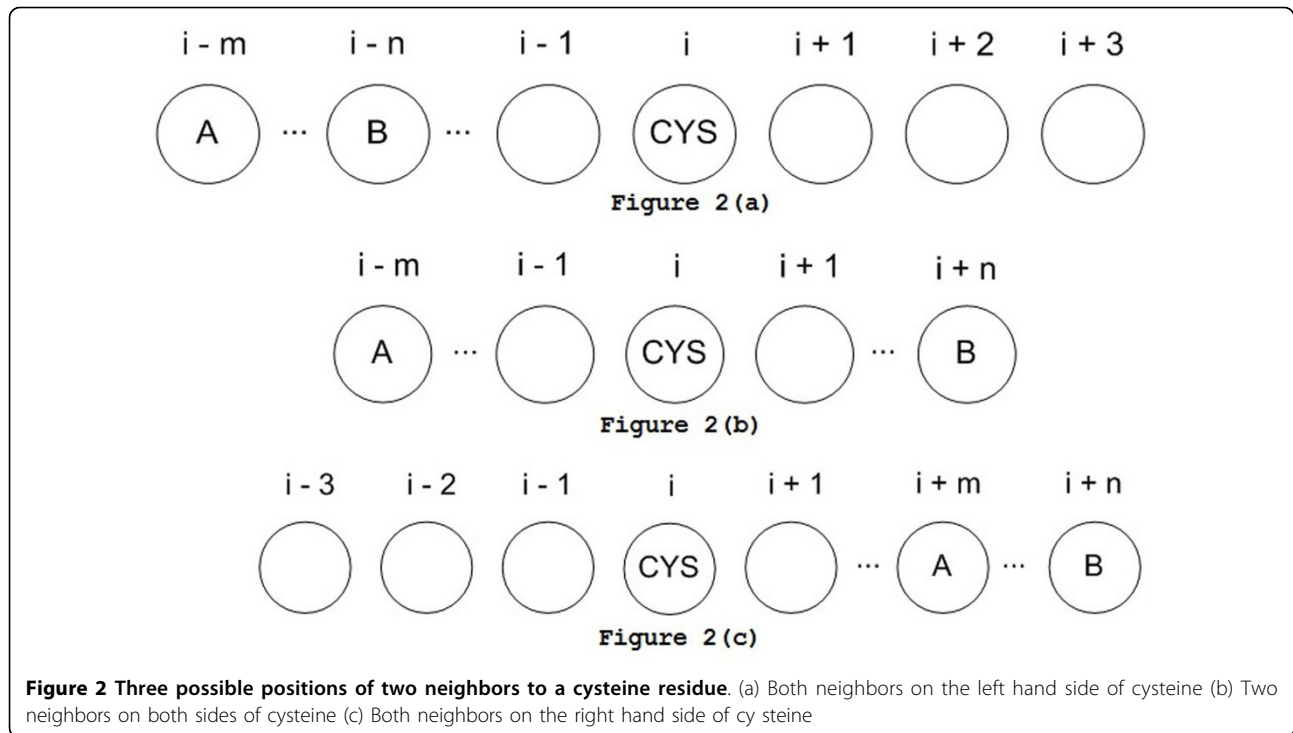 i - m i - n i - 1 i i + 1 i + 2 i + 3
A ... B ... CYS
Figure 2(a)
i - m i - 1 i i + 1 i + n
A ... CYS ... B
Figure 2(b)
i - 3 i - 2 i - 1 i i + 1 i + m i + n
CYS ... A ... B
Figure 2(c)
Figure 2 Three possible positions of two neighbors to a cysteine residue. (a) Both neighbors on the left hand side of cysteine (b) Two
neighbors on both sides of cysteine (c) Both neighbors on the right hand side of cy steine